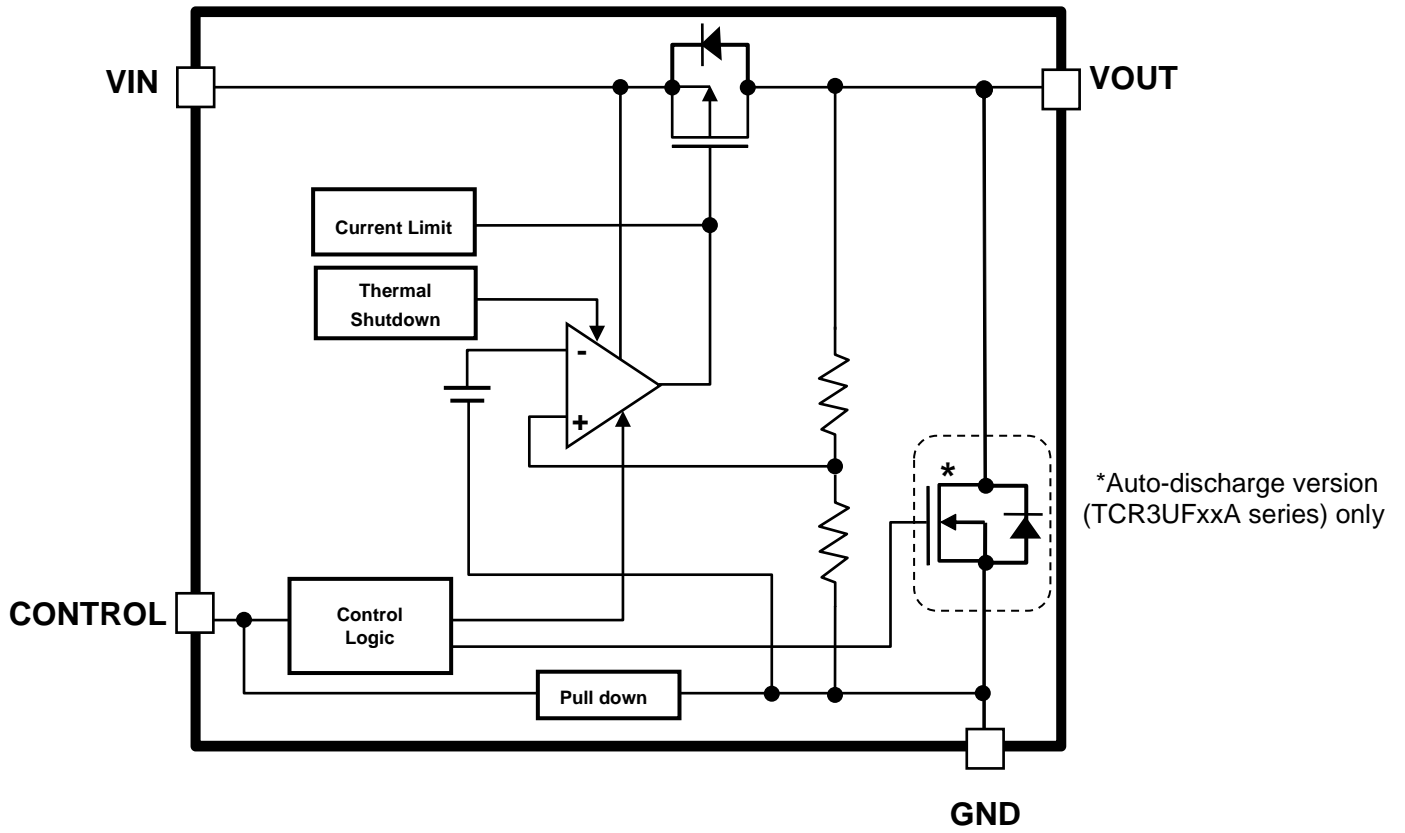 VIN
VOUT
Current Limit
Thermal
Shutdown
-
+
*
*Auto-discharge version
(TCR3UFxxA series) only
CONTROL
Control
Logic
Pull down
GND